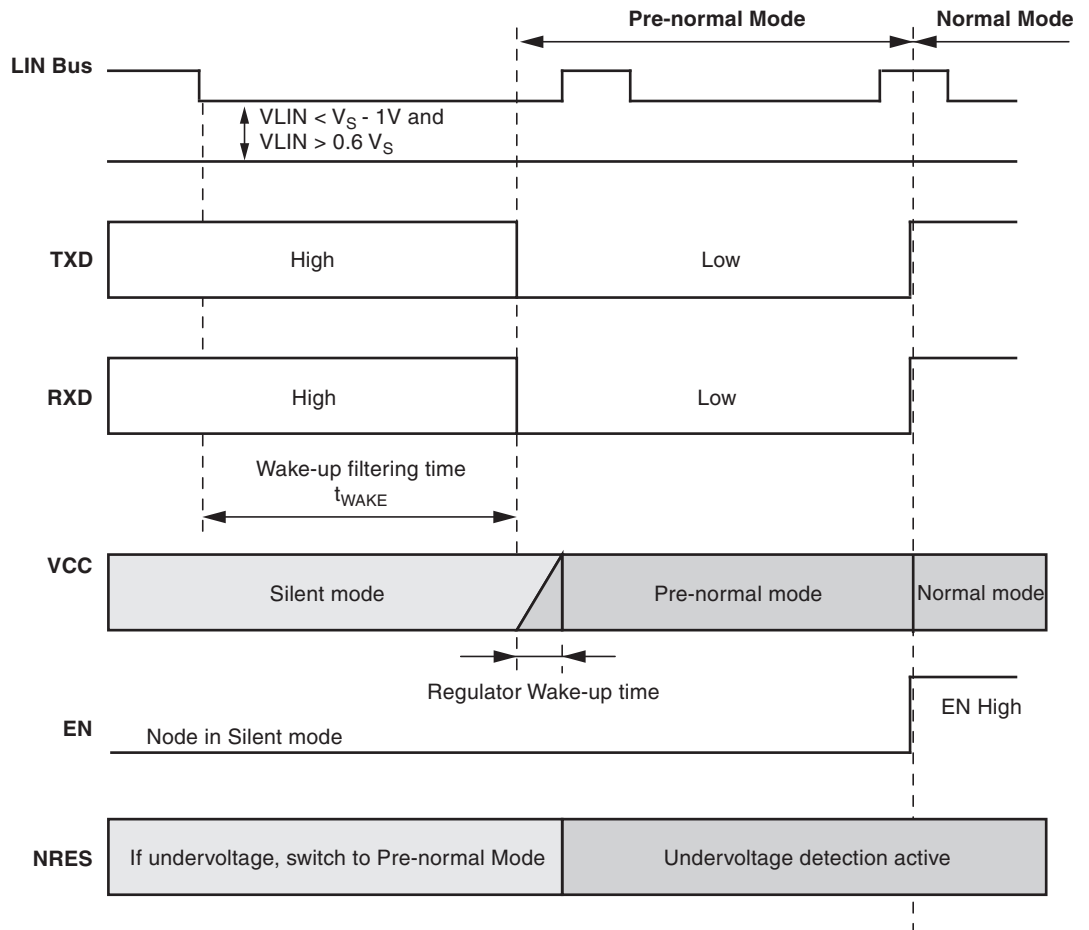 Pre-normal Mode
Normal Mode
LIN Bus
VLIN < VS - 1V and
VLIN > 0.6 VS
TXD
High
Low
RXD
High
Low
Wake-up filtering time
tWAKE
VCC
Silent mode
Pre-normal mode
Normal mode
Regulator Wake-up time
EN
Node in Silent mode
EN High
NRES
If undervoltage, switch to Pre-normal Mode
Undervoltage detection active